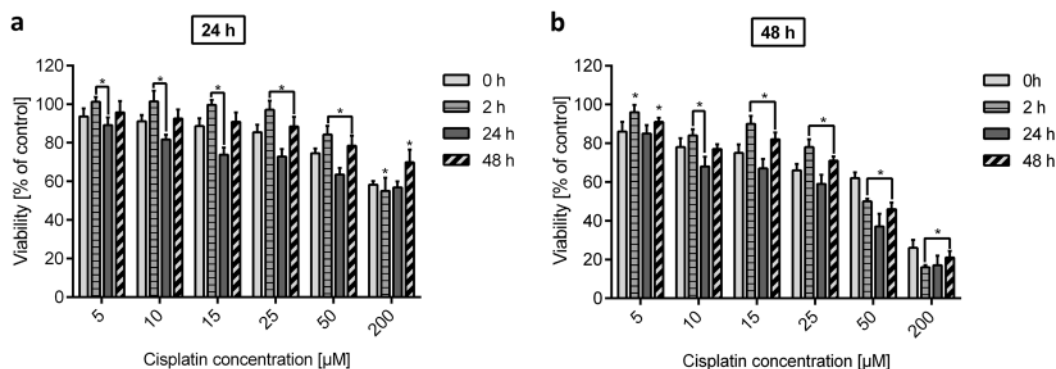 a
24 h
120
100
80
60
40
20
0
Viability [% of control]
* * * * * * *
5 10 15 25 50 200
Cisplatin concentration [µM]
0 h
2 h
24 h
48 h
b
48 h
120
100
80
60
40
20
0
Viability [% of control]
* * * * * * *
5 10 15 25 50 200
Cisplatin concentration [µM]
0h
2 h
24 h
48 h